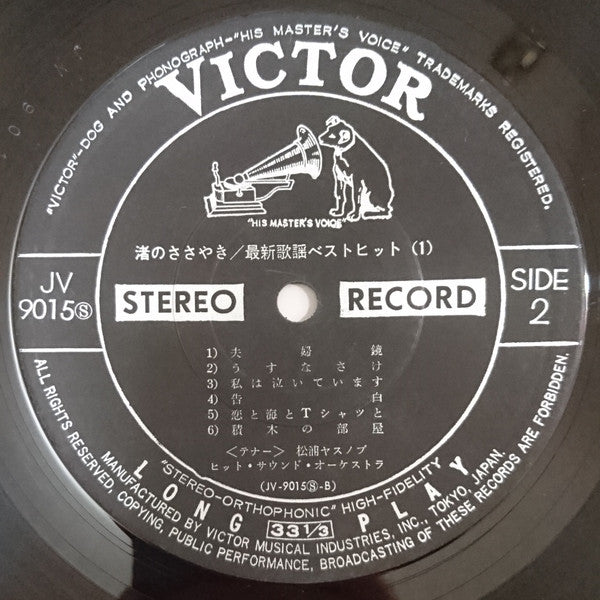 "VICTOR"-DOG AND PHONOGRAPH-"HIS MASTER'S VOICE" TRADEMARKS REGISTERED.
VICTOR
"HIS MASTER'S VOICE"
渚のささやき/最新歌謡ベストヒット (1)
JV
9015Ⓢ
STEREO
RECORD
SIDE
2
1) 夫婦鏡
2) うすなさけ
3) 私は泣いています
4) 告白
5) 恋と海とTシャツと
6) 積木の部屋
<テナー> 松浦ヤスノブ
ヒット・サウンド・オーケストラ
(JV-9015Ⓢ-B)
"STEREO-ORTHOPHONIC" HIGH-FIDELITY
LONG 33 1/3 PLAY
MANUFACTURED BY VICTOR MUSICAL INDUSTRIES, INC., TOKYO, JAPAN.
ALL RIGHTS RESERVED, COPYING, PUBLIC PERFORMANCE, BROADCASTING OF THESE RECORDS ARE FORBIDDEN.